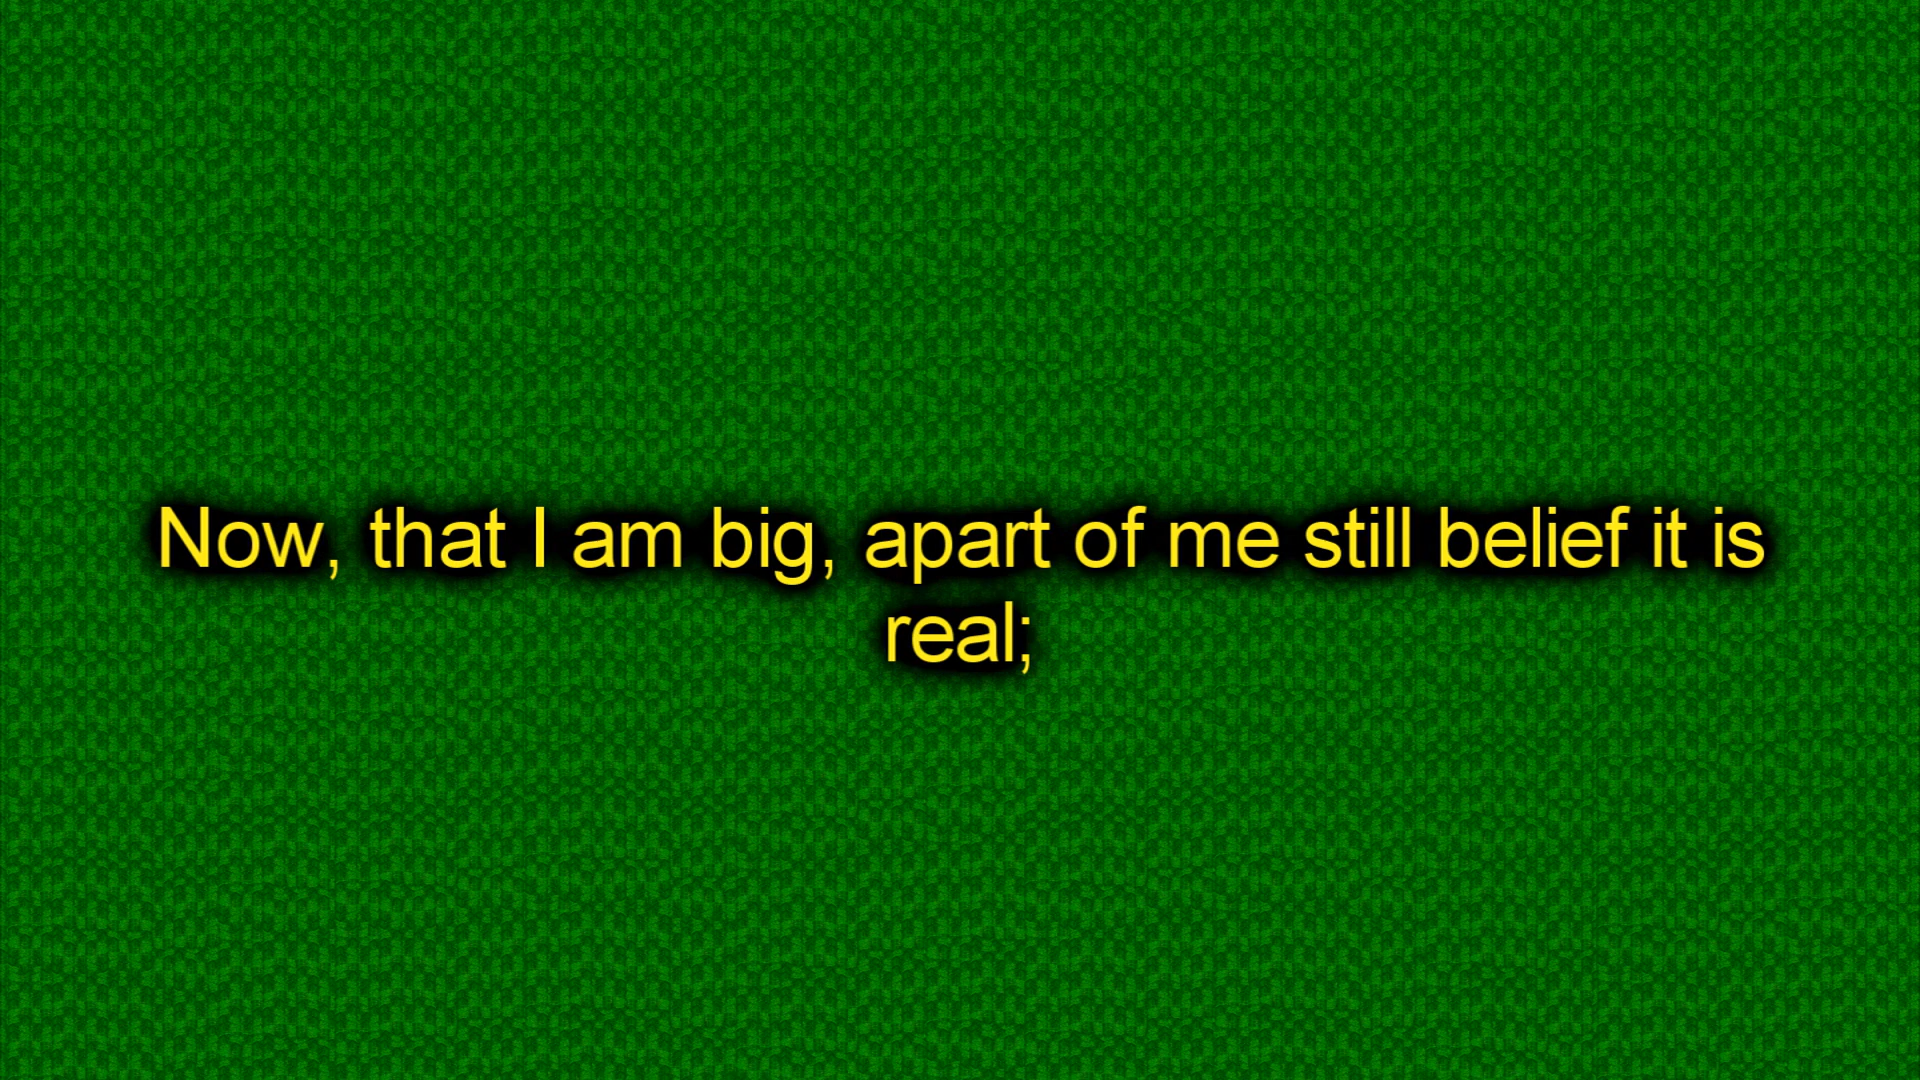 Now, that I am big, apart of me still belief it is
real;